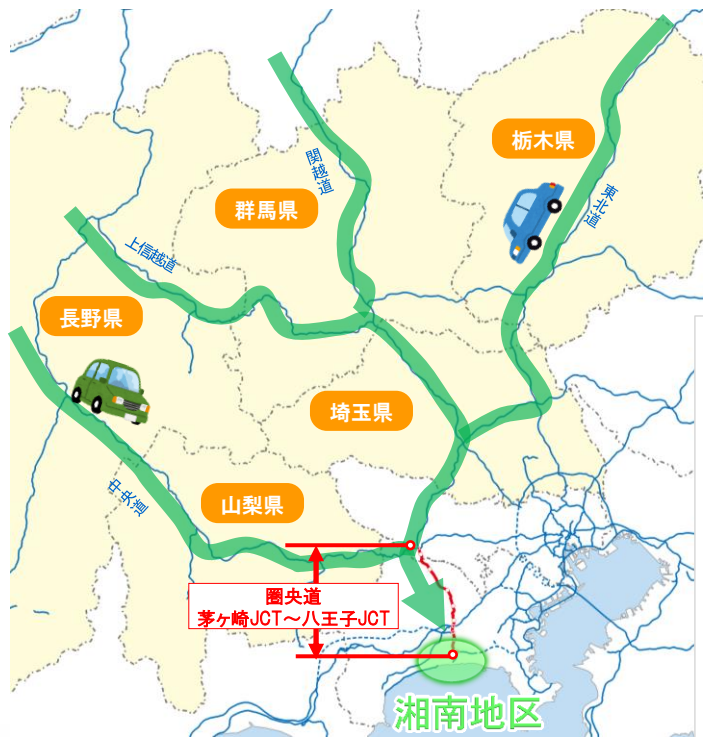 栃木県
関越道
東北道
群馬県
上信越道
長野県
埼玉県
中央道
山梨県
圏央道
茅ヶ崎JCT～八王子JCT
湘南地区